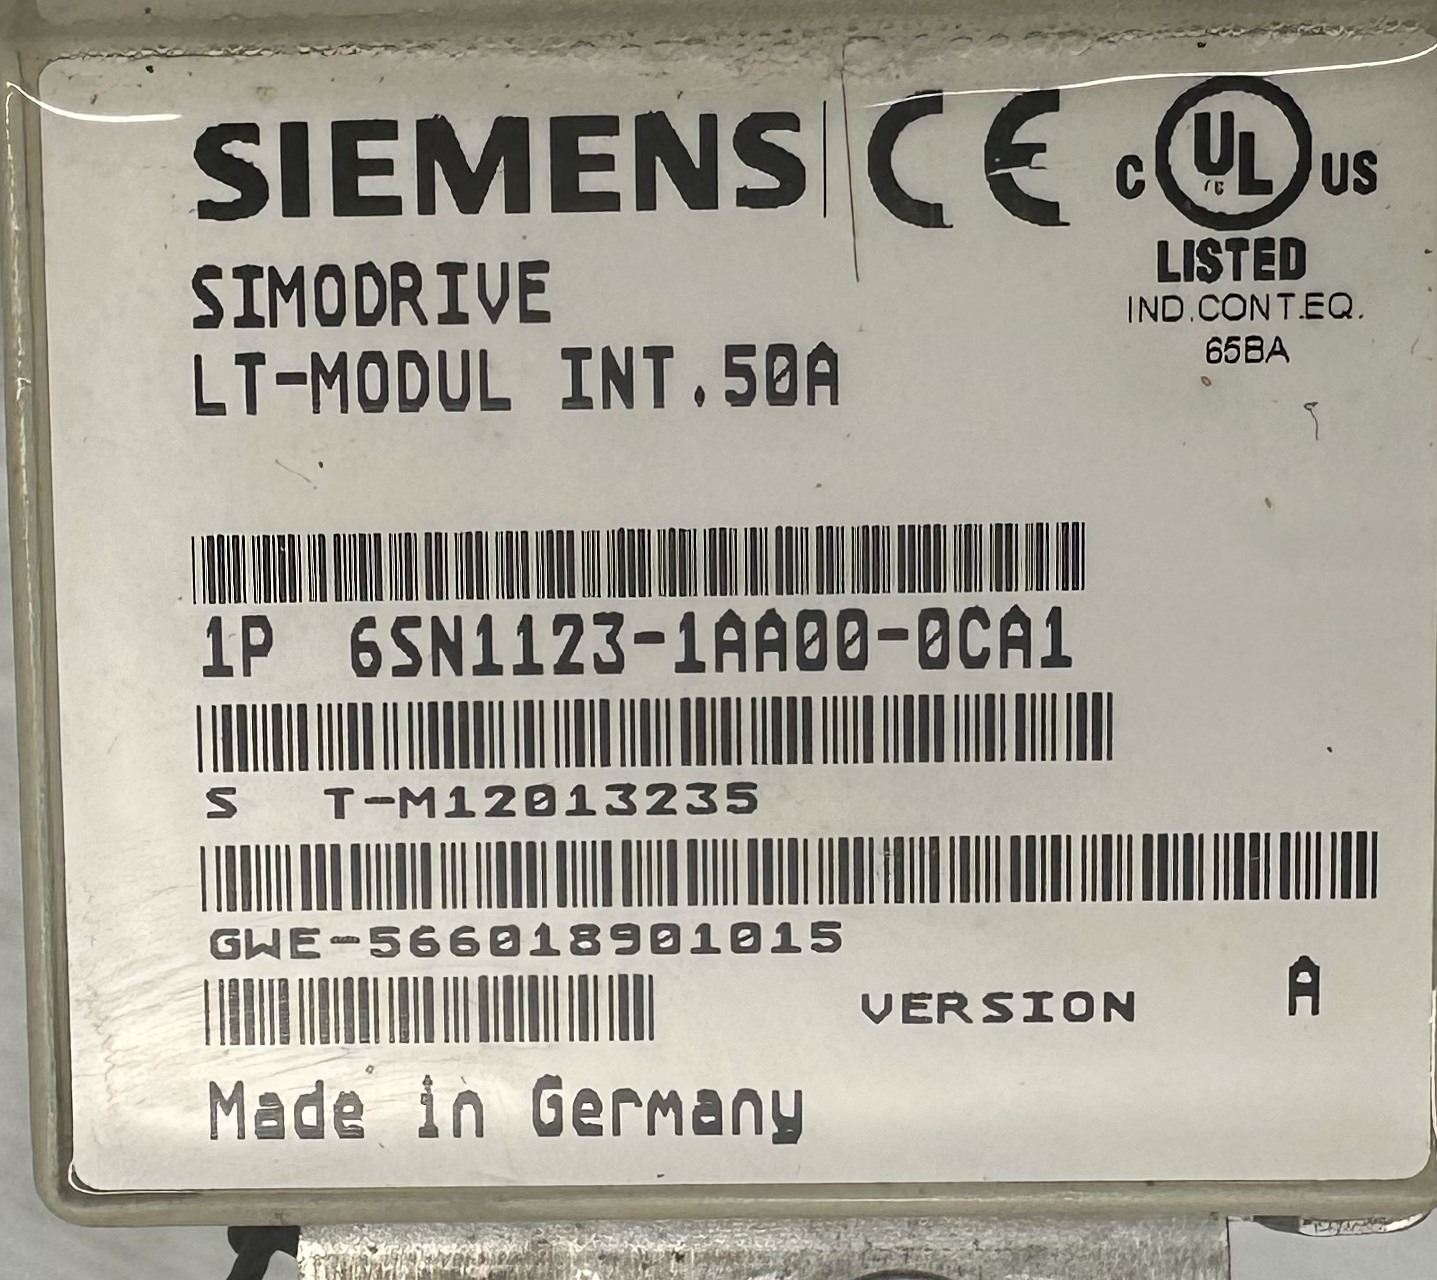 SIEMENS CE C UL US
LISTED
IND.CONT.EQ.
65BA
SIMODRIVE
LT-MODUL INT.50A
1P 6SN1123-1AA00-0CA1
S T-M12013235
GWE-566018901015
VERSION A
Made in Germany